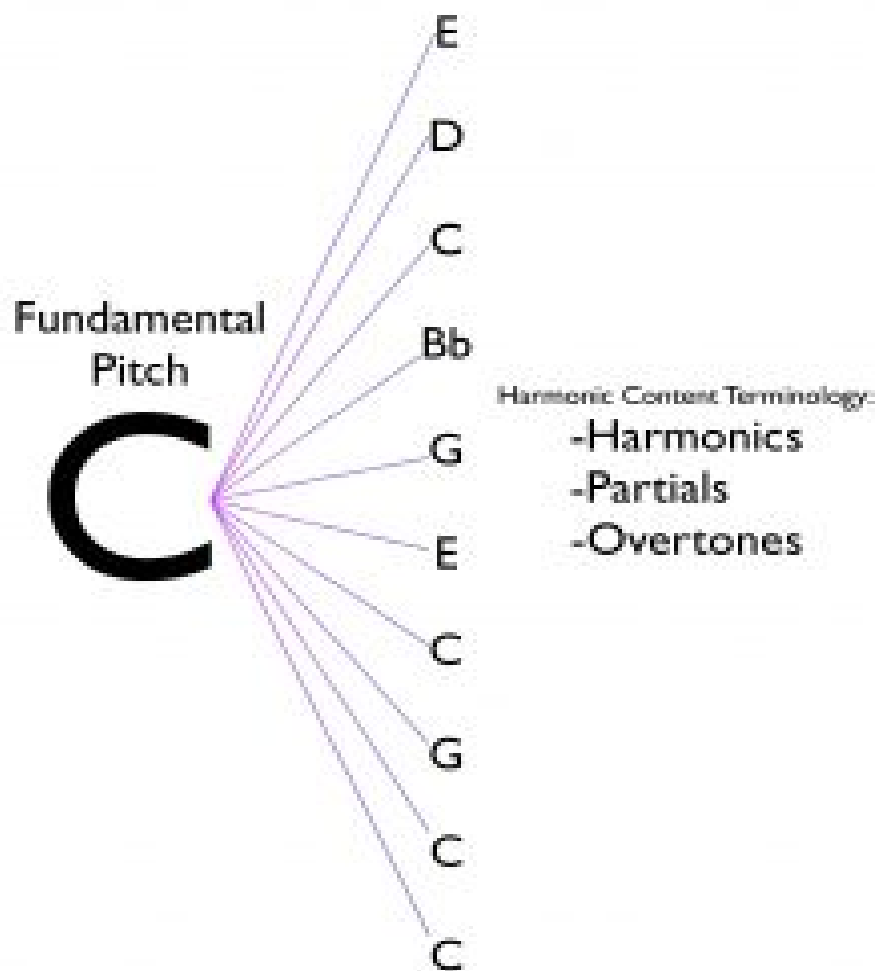 Fundamental
Pitch
C
E
D
C
Bb
G
E
C
G
C
C
Harmonic Content Terminology:
-Harmonics
-Partials
-Overtones